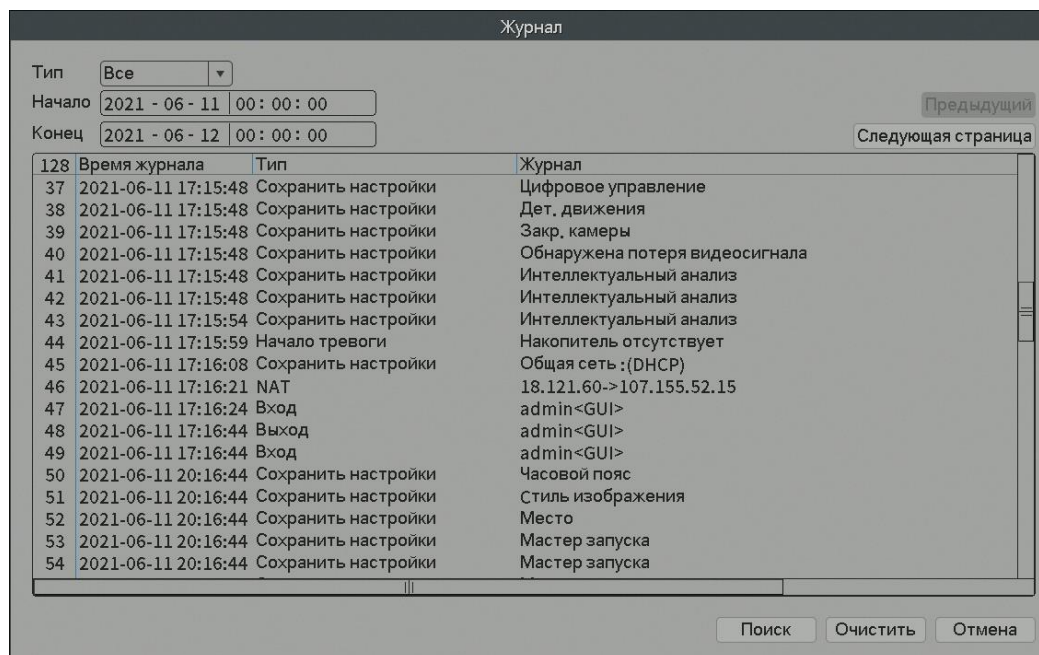 Журнал
Тип Все
Начало 2021 - 06 - 11 00 : 00 : 00
Предыдущий
Конец 2021 - 06 - 12 00 : 00 : 00
Следующая страница
128 Время журнала Тип Журнал
37 2021-06-11 17:15:48 Сохранить настройки Цифровое управление
38 2021-06-11 17:15:48 Сохранить настройки Дет. движения
39 2021-06-11 17:15:48 Сохранить настройки Закр. камеры
40 2021-06-11 17:15:48 Сохранить настройки Обнаружена потеря видеосигнала
41 2021-06-11 17:15:48 Сохранить настройки Интеллектуальный анализ
42 2021-06-11 17:15:48 Сохранить настройки Интеллектуальный анализ
43 2021-06-11 17:15:54 Сохранить настройки Интеллектуальный анализ
44 2021-06-11 17:15:59 Начало тревоги Накопитель отсутствует
45 2021-06-11 17:16:08 Сохранить настройки Общая сеть :(DHCP)
46 2021-06-11 17:16:21 NAT 18.121.60->107.155.52.15
47 2021-06-11 17:16:24 Вход admin<GUI>
48 2021-06-11 17:16:44 Выход admin<GUI>
49 2021-06-11 17:16:44 Вход admin<GUI>
50 2021-06-11 20:16:44 Сохранить настройки Часовой пояс
51 2021-06-11 20:16:44 Сохранить настройки Стиль изображения
52 2021-06-11 20:16:44 Сохранить настройки Место
53 2021-06-11 20:16:44 Сохранить настройки Мастер запуска
54 2021-06-11 20:16:44 Сохранить настройки Мастер запуска
Поиск Очистить Отмена